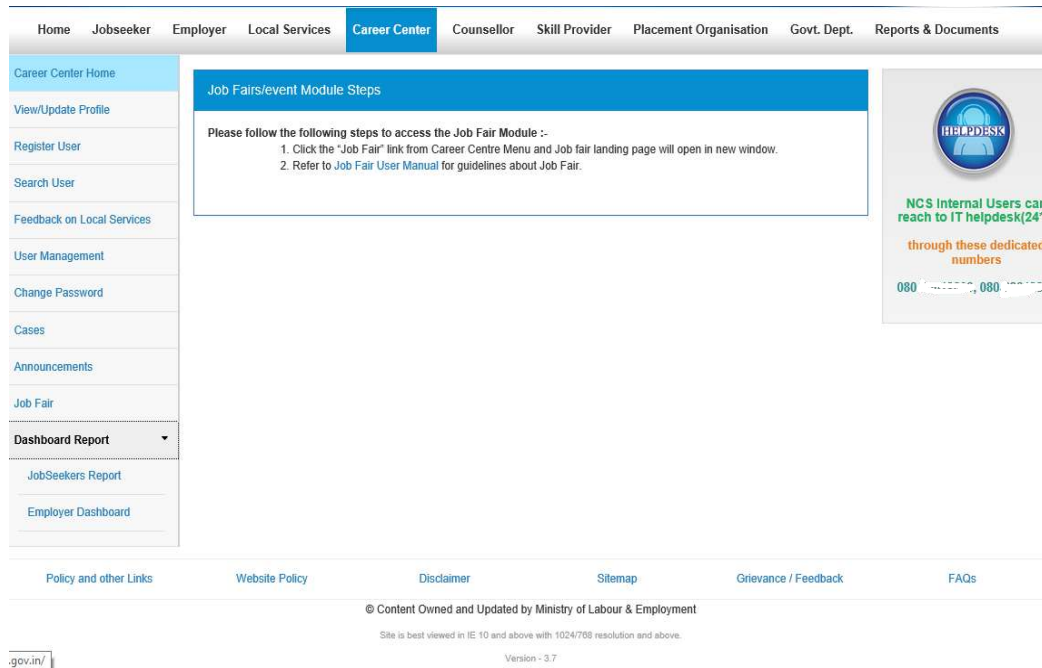 Home Jobseeker Employer Local Services Career Center Counsellor Skill Provider Placement Organisation Govt. Dept. Reports & Documents
Career Center Home
View/Update Profile
Register User
Search User
Feedback on Local Services
User Management
Change Password
Cases
Announcements
Job Fair
Dashboard Report
JobSeekers Report
Employer Dashboard
Job Fairs/event Module Steps
Please follow the following steps to access the Job Fair Module :-
1. Click the "Job Fair" link from Career Centre Menu and Job fair landing page will open in new window.
2. Refer to Job Fair User Manual for guidelines about Job Fair.
HELPDESK
NCS Internal Users can
reach to IT helpdesk(24
through these dedicated
numbers
080 , 080
Policy and other Links Website Policy Disclaimer Sitemap Grievance / Feedback FAQs
© Content Owned and Updated by Ministry of Labour & Employment
Site is best viewed in IE 10 and above with 1024/768 resolution and above.
Version - 3.7
.gov.in/